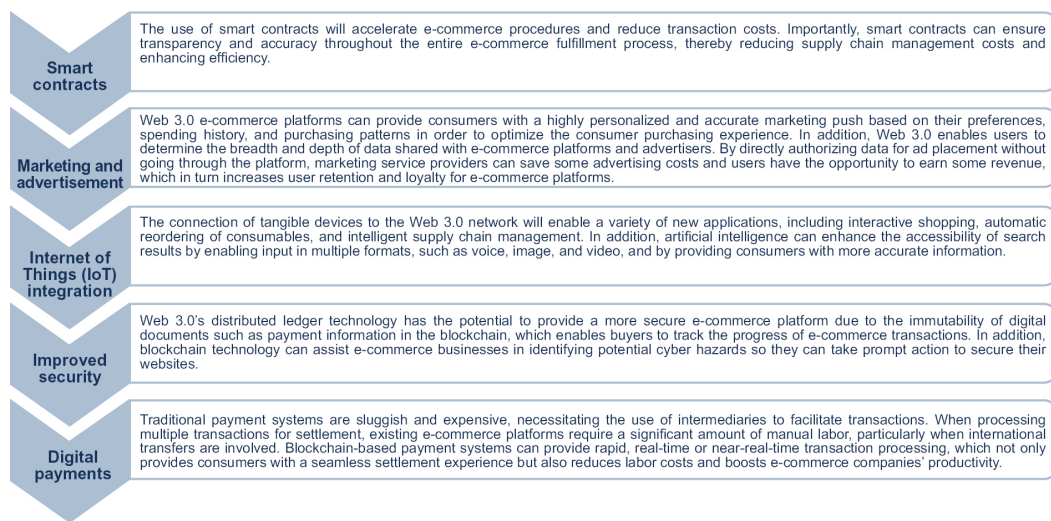 Smart
contracts
The use of smart contracts will accelerate e-commerce procedures and reduce transaction costs. Importantly, smart contracts can ensure
transparency and accuracy throughout the entire e-commerce fulfillment process, thereby reducing supply chain management costs and
enhancing efficiency.
Marketing and
advertisement
Web 3.0 e-commerce platforms can provide consumers with a highly personalized and accurate marketing push based on their preferences,
spending history, and purchasing patterns in order to optimize the consumer purchasing experience. In addition, Web 3.0 enables users to
determine the breadth and depth of data shared with e-commerce platforms and advertisers. By directly authorizing data for ad placement without
going through the platform, marketing service providers can save some advertising costs and users have the opportunity to earn some revenue,
which in turn increases user retention and loyalty for e-commerce platforms.
Internet of
Things (IoT)
integration
The connection of tangible devices to the Web 3.0 network will enable a variety of new applications, including interactive shopping, automatic
reordering of consumables, and intelligent supply chain management. In addition, artificial intelligence can enhance the accessibility of search
results by enabling input in multiple formats, such as voice, image, and video, and by providing consumers with more accurate information.
Improved
security
Web 3.0's distributed ledger technology has the potential to provide a more secure e-commerce platform due to the immutability of digital
documents such as payment information in the blockchain, which enables buyers to track the progress of e-commerce transactions. In addition,
blockchain technology can assist e-commerce businesses in identifying potential cyber hazards so they can take prompt action to secure their
websites.
Digital
payments
Traditional payment systems are sluggish and expensive, necessitating the use of intermediaries to facilitate transactions. When processing
multiple transactions for settlement, existing e-commerce platforms require a significant amount of manual labor, particularly when international
transfers are involved. Blockchain-based payment systems can provide rapid, real-time or near-real-time transaction processing, which not only
provides consumers with a seamless settlement experience but also reduces labor costs and boosts e-commerce companies' productivity.